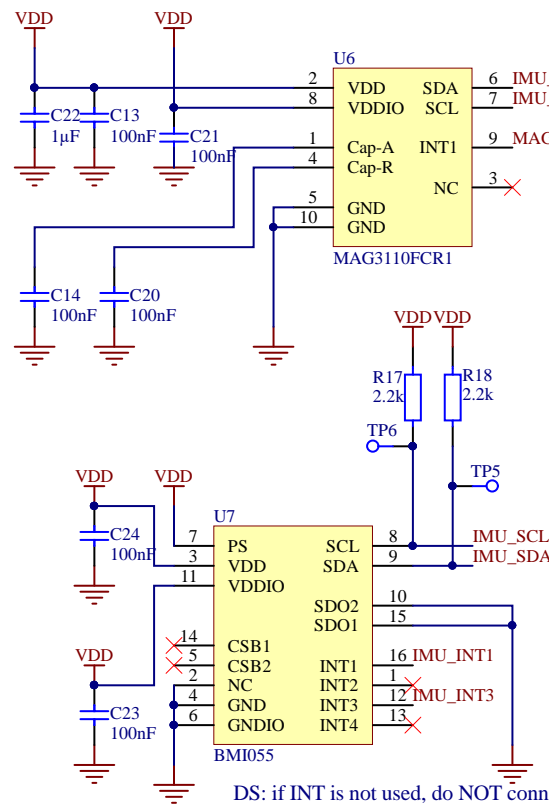 VDD
VDD
U6
2 VDD SDA 6 IMU_
8 VDDIO SCL 7 IMU_
C22 1µF
C13 100nF
C21 100nF
1 Cap-A INT1 9 MAG
4 Cap-R
NC 3
5 GND
10 GND
MAG3110FCR1
C14 100nF
C20 100nF
VDD VDD
R17 2.2k
R18 2.2k
TP6
TP5
VDD VDD
U7
C24 100nF
7 PS SCL 8 IMU_SCL
3 VDD SDA 9 IMU_SDA
11 VDDIO
SDO2 10
SDO1 15
14 CSB1
5 CSB2 INT1 16 IMU_INT1
2 NC INT2 1
4 GND INT3 12 IMU_INT3
6 GNDIO INT4 13
VDD
C23 100nF
BMI055
DS: if INT is not used, do NOT conn